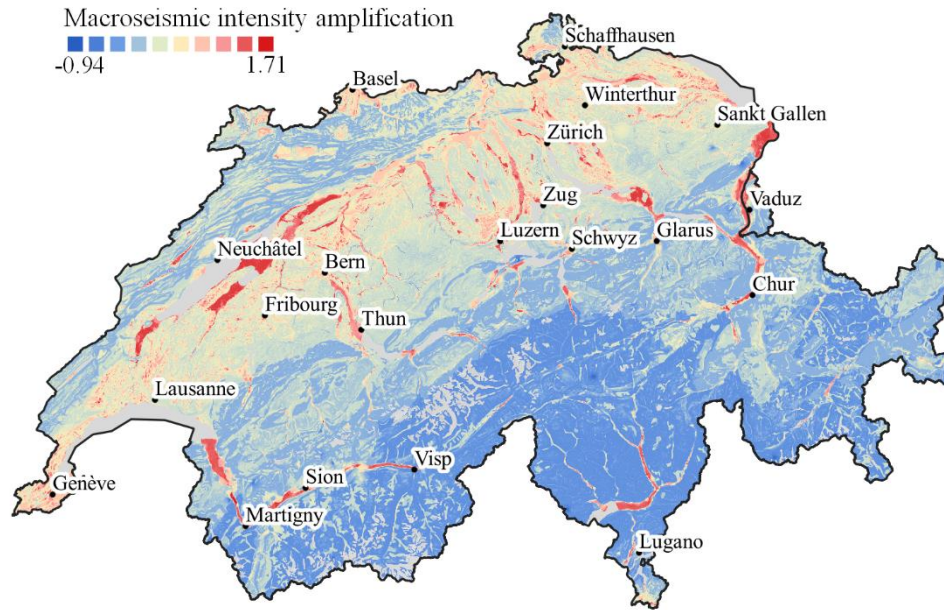 Macroseismic intensity amplification
-0.94 1.71
Schaffhausen
Basel
Winterthur
Sankt Gallen
Zürich
Zug
Vaduz
Luzern
Schwyz
Glarus
Neuchâtel
Bern
Chur
Fribourg
Thun
Lausanne
Visp
Sion
Genève
Martigny
Lugano